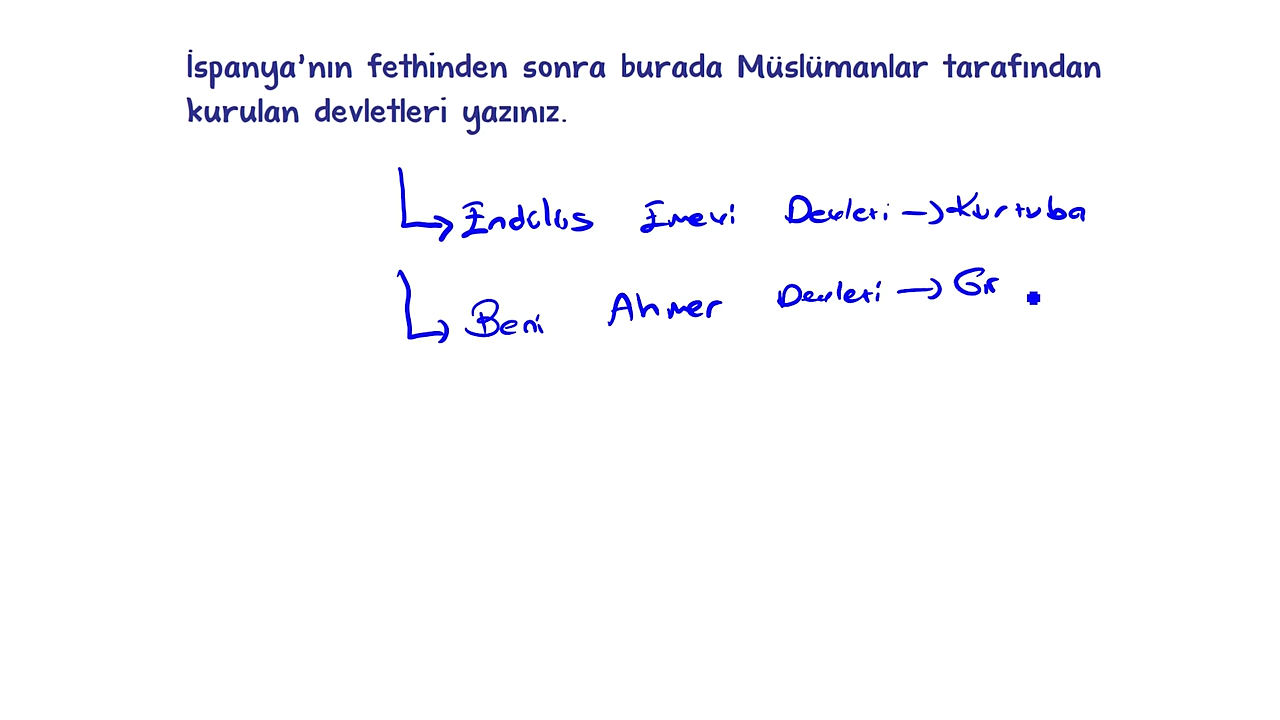 İspanya'nın fethinden sonra burada Müslümanlar tarafından
kurulan devletleri yazınız.
Endülüs Emevi Devleti → Kurtuba
Beni Ahmer Devleti → Gr